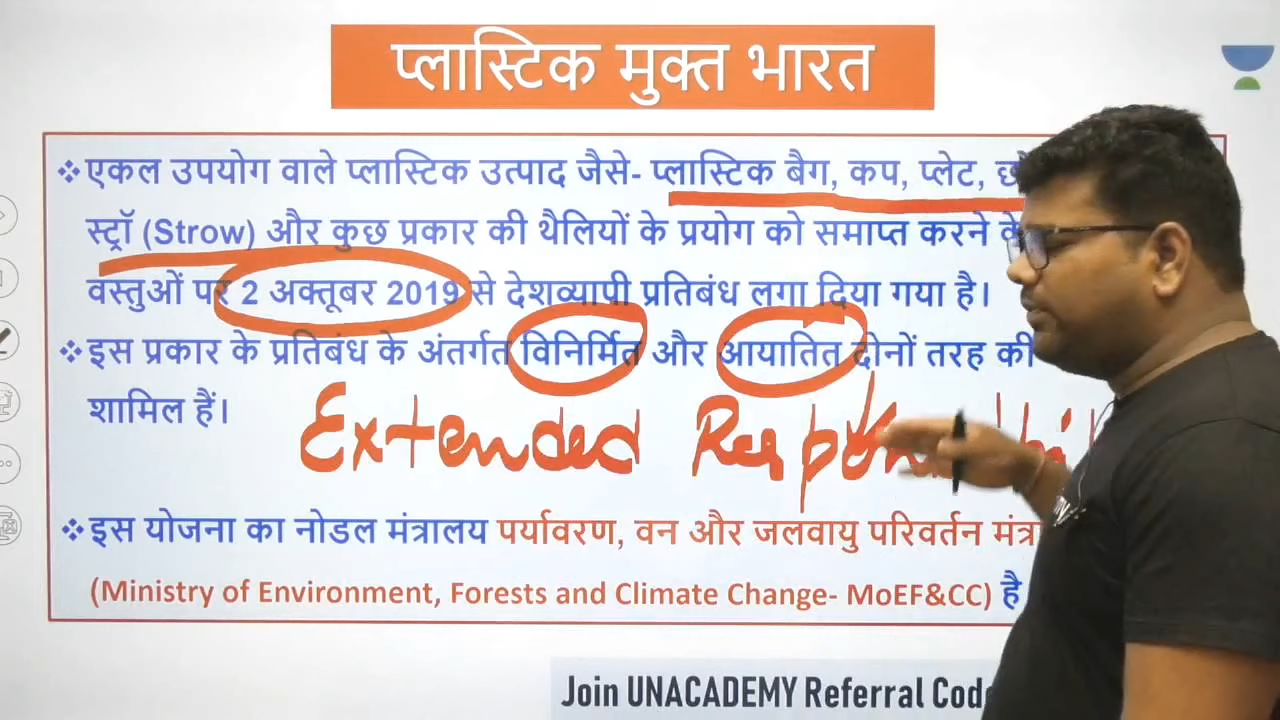 प्लास्टिक मुक्त भारत
❖एकल उपयोग वाले प्लास्टिक उत्पाद जैसे- प्लास्टिक बैग, कप, प्लेट,
स्ट्रॉ (Strow) और कुछ प्रकार की थैलियों के प्रयोग को समाप्त करने के
वस्तुओं पर 2 अक्तूबर 2019 से देशव्यापी प्रतिबंध लगा दिया गया है।
❖इस प्रकार के प्रतिबंध के अंतर्गत विनिर्मित और आयातित दोनों तरह की
शामिल हैं।
Extended
❖इस योजना का नोडल मंत्रालय पर्यावरण, वन और जलवायु परिवर्तन
(Ministry of Environment, Forests and Climate Change- MoEF&CC) है
Join UNACADEMY Referral Code